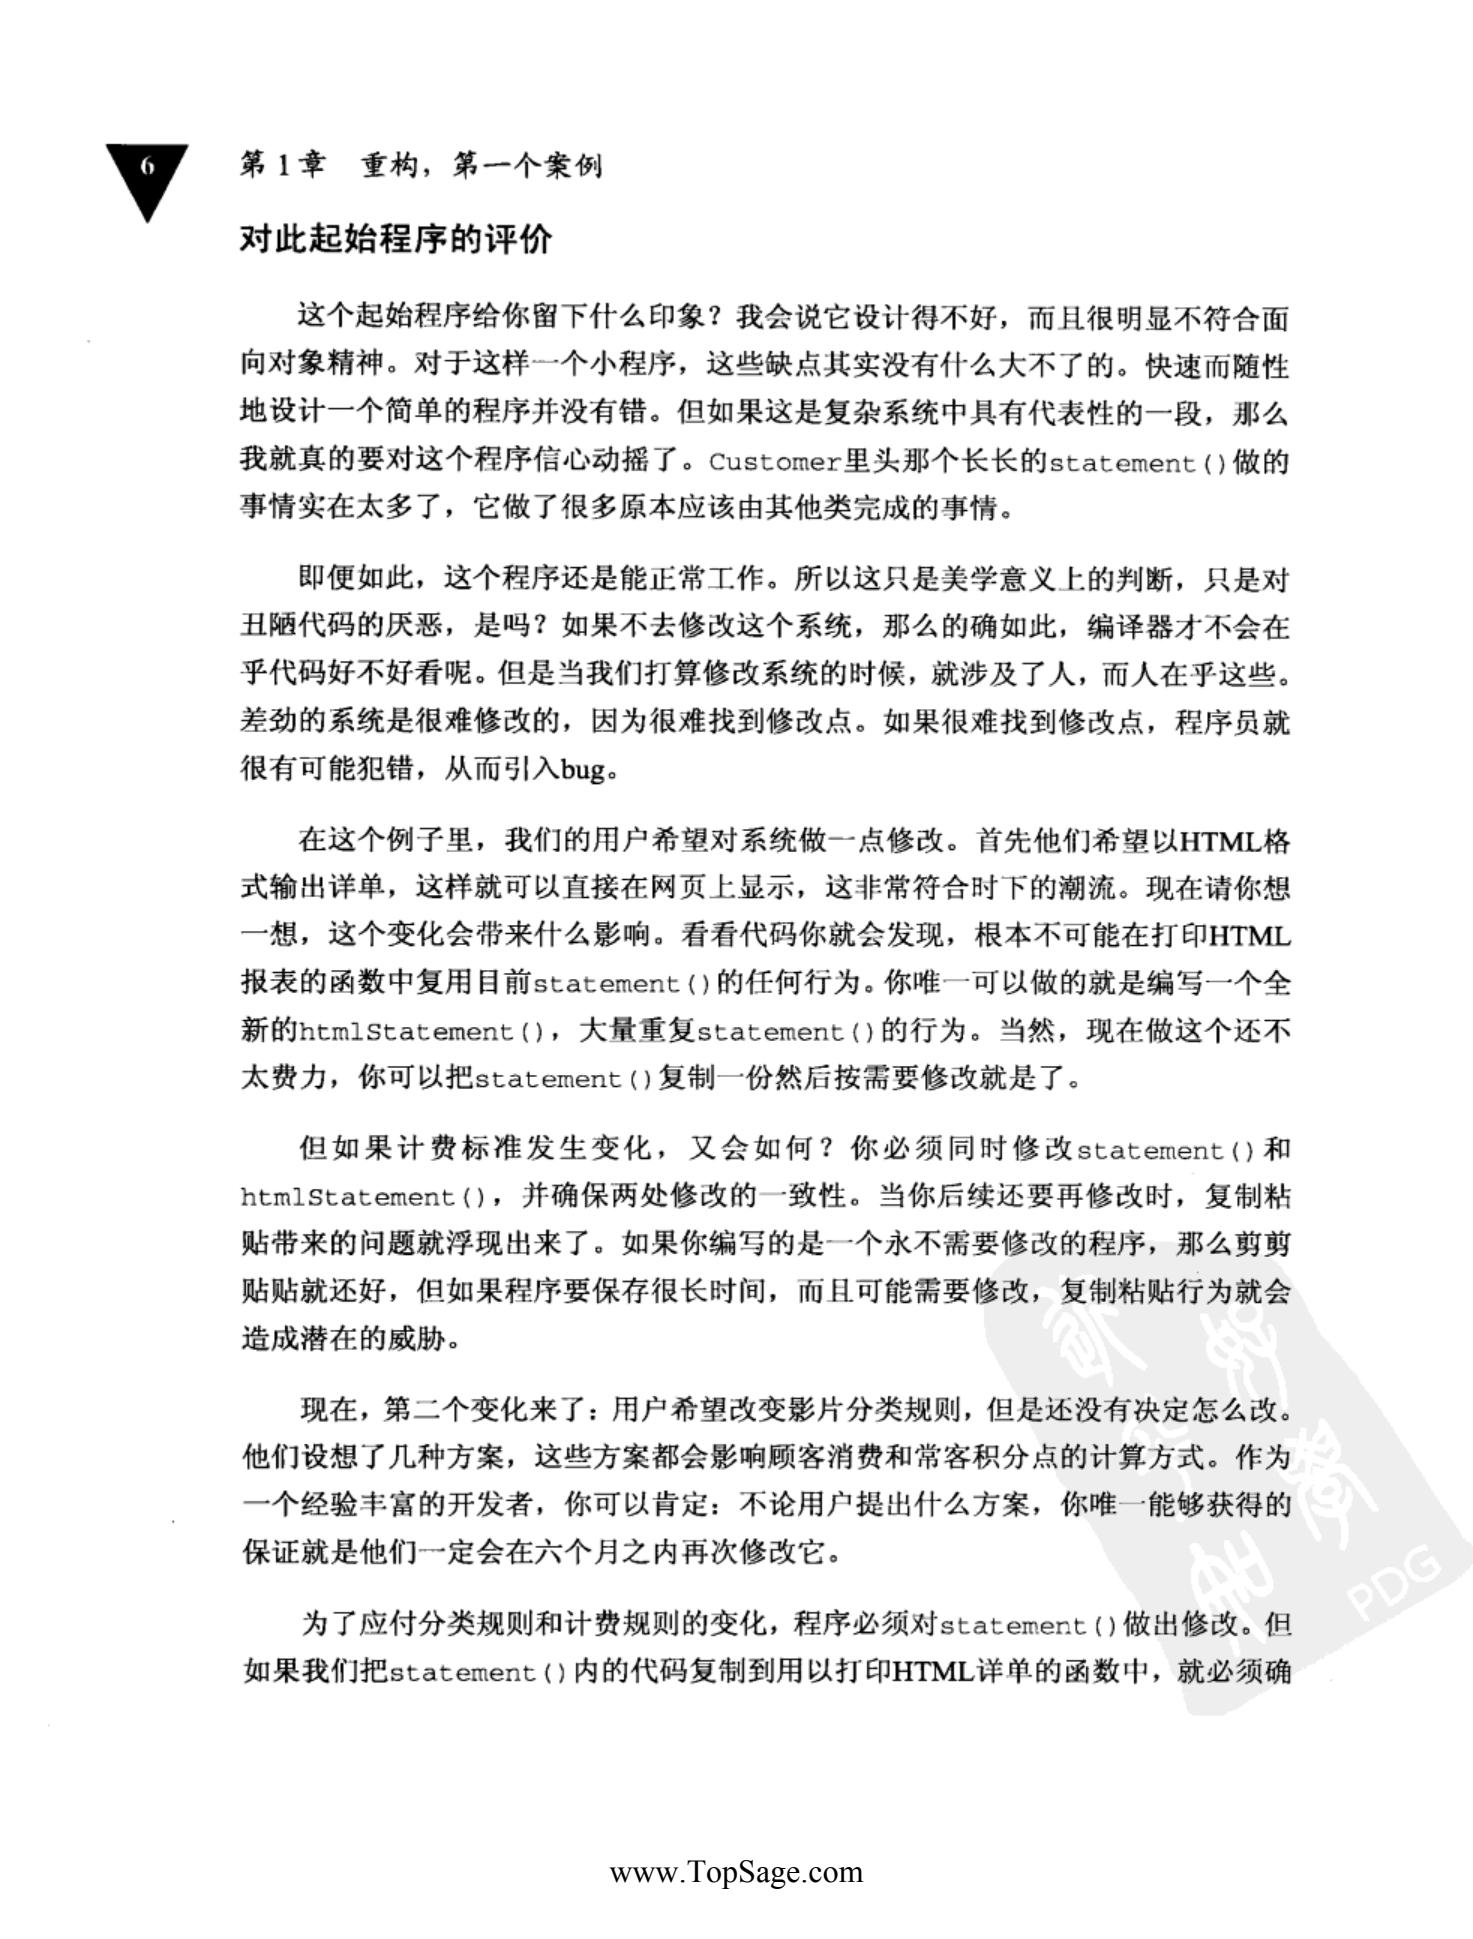 6
第1章 重构，第一个案例
对此起始程序的评价
这个起始程序给你留下什么印象？我会说它设计得不好，而且很明显不符合面
向对象精神。对于这样一个小程序，这些缺点其实没有什么大不了的。快速而随性
地设计一个简单的程序并没有错。但如果这是复杂系统中具有代表性的一段，那么
我就真的要对这个程序信心动摇了。Customer里头那个长长的statement()做的
事情实在太多了，它做了很多原本应该由其他类完成的事情。
即便如此，这个程序还是能正常工作。所以这只是美学意义上的判断，只是对
丑陋代码的厌恶，是吗？如果不去修改这个系统，那么的确如此，编译器才不会在
乎代码好不好看呢。但是当我们打算修改系统的时候，就涉及了人，而人在乎这些。
差劲的系统是很难修改的，因为很难找到修改点。如果很难找到修改点，程序员就
很有可能犯错，从而引入bug。
在这个例子里，我们的用户希望对系统做一点修改。首先他们希望以HTML格
式输出详单，这样就可以直接在网页上显示，这非常符合时下的潮流。现在请你想
一想，这个变化会带来什么影响。看看代码你就会发现，根本不可能在打印HTML
报表的函数中复用目前statement()的任何行为。你唯一可以做的就是编写一个全
新的htmlStatement()，大量重复statement()的行为。当然，现在做这个还不
太费力，你可以把statement()复制一份然后按需要修改就是了。
但如果计费标准发生变化，又会如何？你必须同时修改statement()和
htmlStatement()，并确保两处修改的一致性。当你后续还要再修改时，复制粘
贴带来的问题就浮现出来了。如果你编写的是一个永不需要修改的程序，那么剪剪
贴贴就还好，但如果程序要保存很长时间，而且可能需要修改，复制粘贴行为就会
造成潜在的威胁。
现在，第二个变化来了：用户希望改变影片分类规则，但是还没有决定怎么改。
他们设想了几种方案，这些方案都会影响顾客消费和常客积分点的计算方式。作为
一个经验丰富的开发者，你可以肯定：不论用户提出什么方案，你唯一能够获得的
保证就是他们一定会在六个月之内再次修改它。
为了应付分类规则和计费规则的变化，程序必须对statement()做出修改。但
如果我们把statement()内的代码复制到用以打印HTML详单的函数中，就必须确
PDG
www.TopSage.com